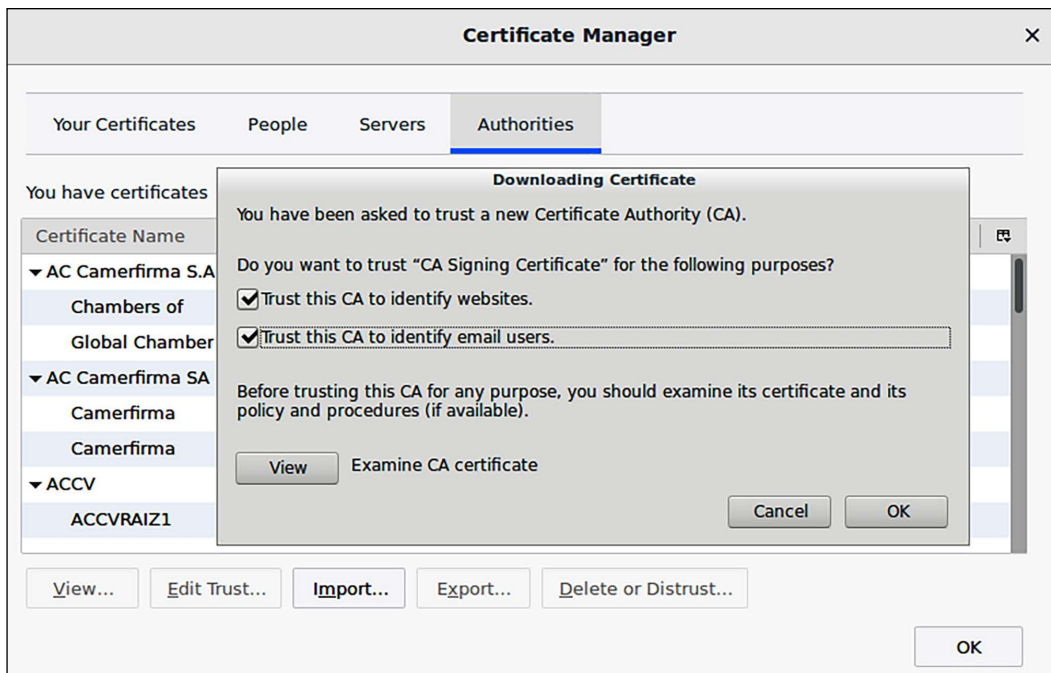 Certificate Manager
Your Certificates People Servers Authorities
You have certificates
Certificate Name
AC Camerfirma S.A
Chambers of
Global Chamber
AC Camerfirma SA
Camerfirma
Camerfirma
ACCV
ACCVRAIZ1
Downloading Certificate
You have been asked to trust a new Certificate Authority (CA).
Do you want to trust “CA Signing Certificate” for the following purposes?
Trust this CA to identify websites.
Trust this CA to identify email users.
Before trusting this CA for any purpose, you should examine its certificate and its
policy and procedures (if available).
View Examine CA certificate
Cancel OK
View... Edit Trust... Import... Export... Delete or Distrust...
OK